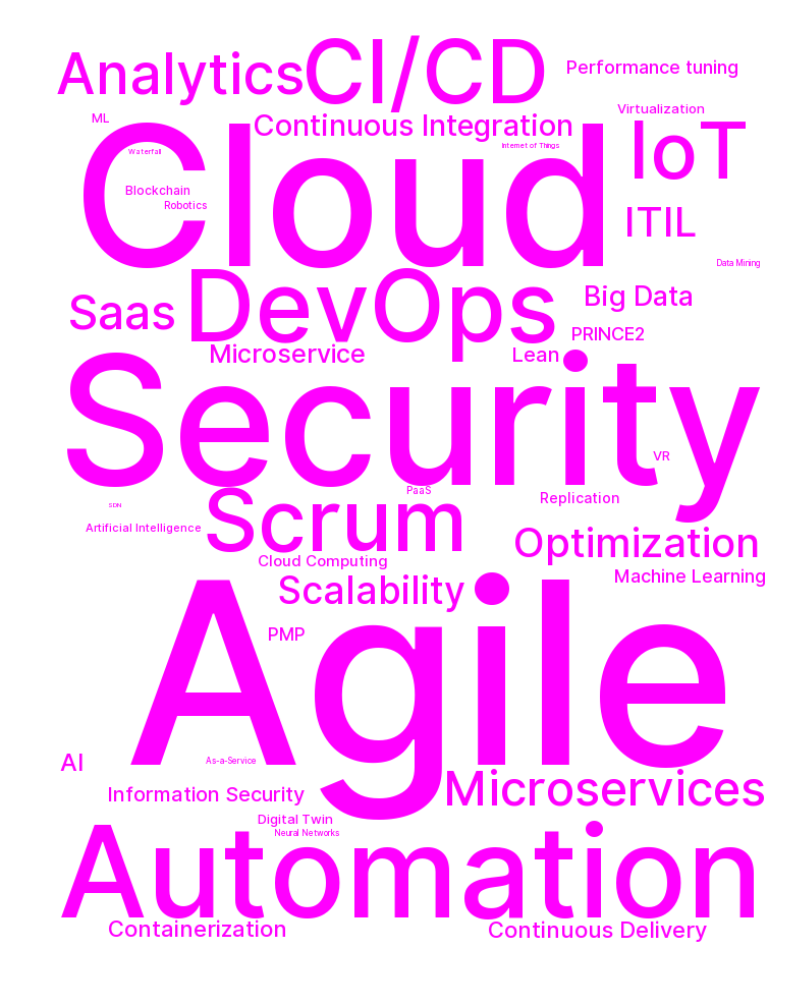 Analytics
CI/CD
Performance tuning
Virtualization
ML
Continuous Integration
IoT
Internet of Things
Waterfall
Cloud
Blockchain
Robotics
ITIL
Data Mining
DevOps
Saas
Big Data
PRINCE2
Microservice
Lean
Security
VR
PaaS
Replication
SDN
Scrum
Artificial Intelligence
Optimization
Cloud Computing
Machine Learning
Scalability
Agile
PMP
AI
As-a-Service
Microservices
Information Security
Digital Twin
Neural Networks
Automation
Containerization
Continuous Delivery